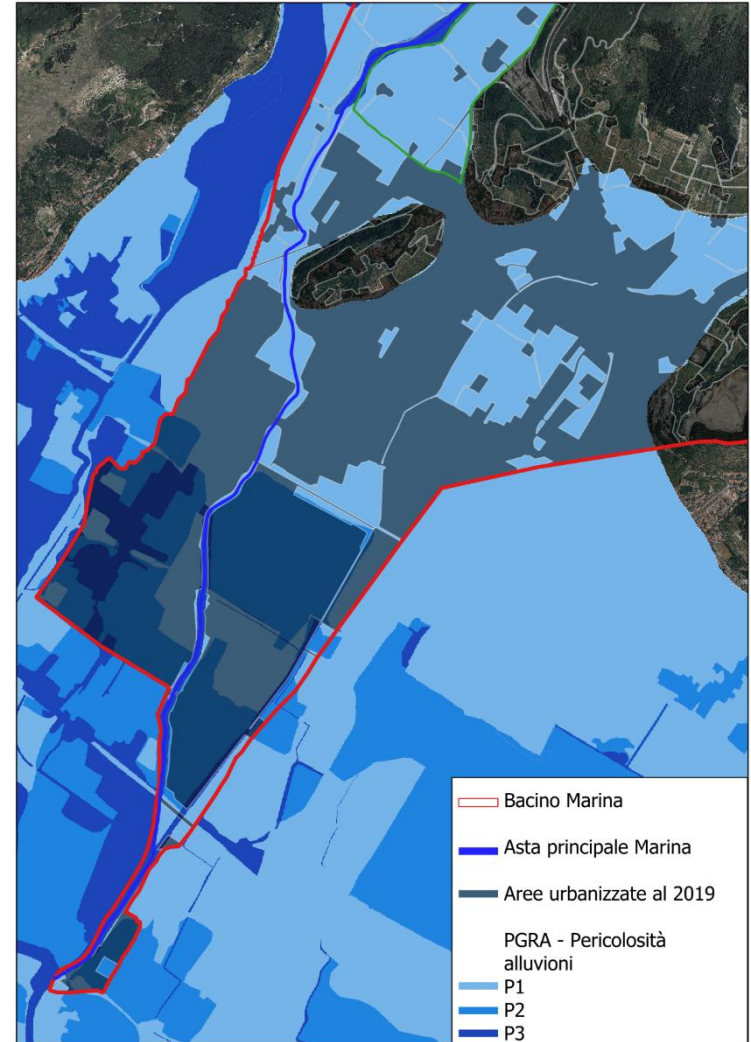 Bacino Marina
Asta principale Marina
Aree urbanizzate al 2019
PGRA - Pericolosità
alluvioni
P1
P2
P3